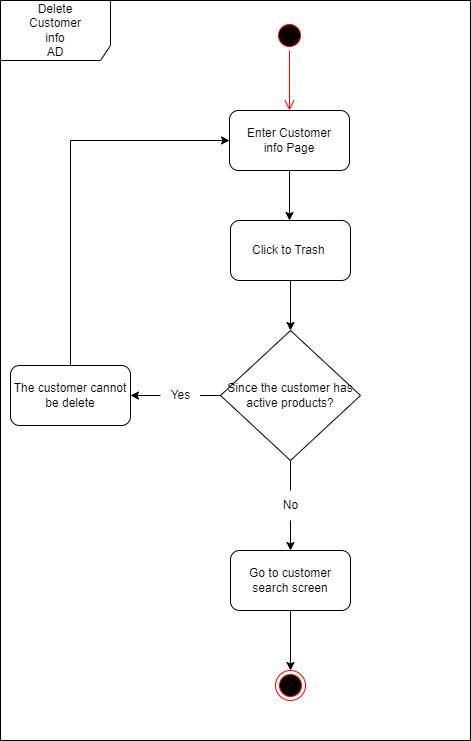 Delete
Customer
info
AD
Enter Customer
info Page
Click to Trash
Since the customer has
active products?
Yes
The customer cannot
be delete
No
Go to customer
search screen